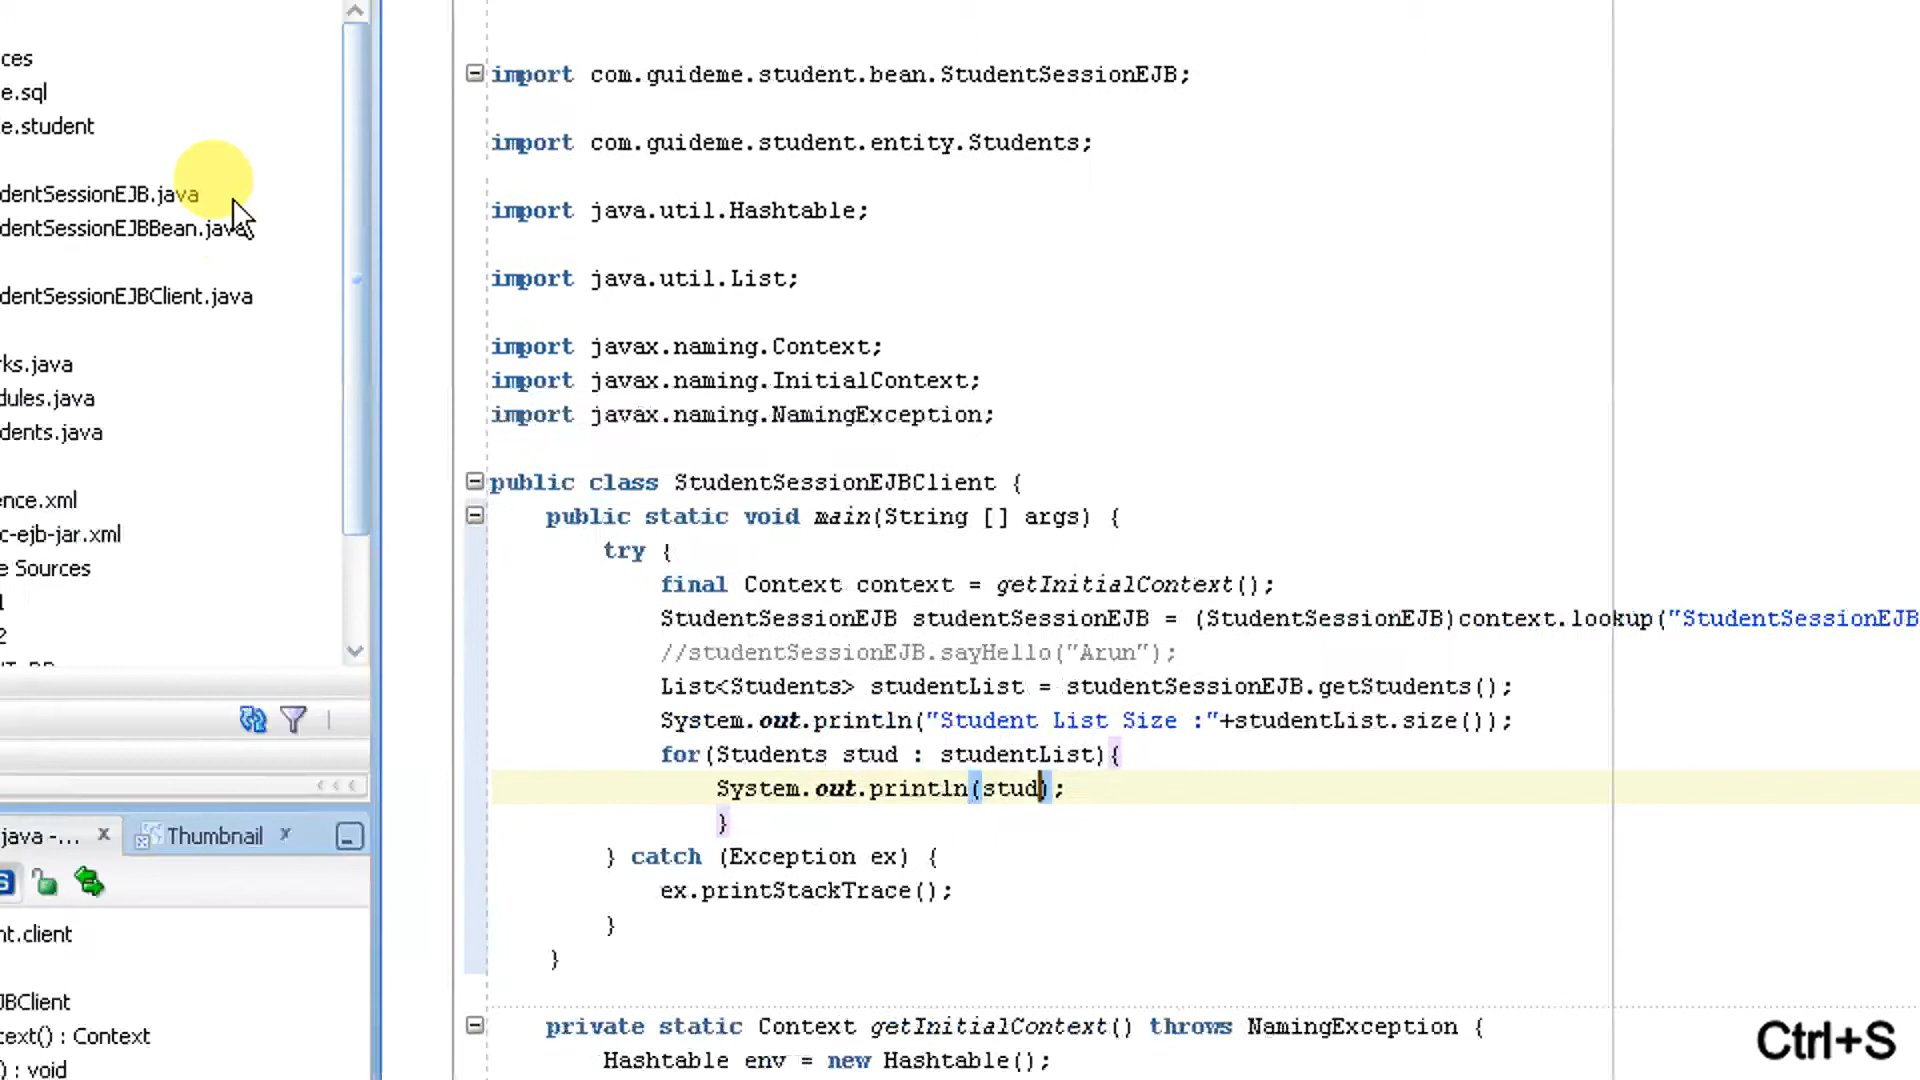 ces
e.sql
e.student
dentSessionEJB.java
dentSessionEJBBean.java
dentSessionEJBClient.java
rks.java
dules.java
dents.java
ence.xml
c-ejb-jar.xml
e Sources
2
java -...
Thumbnail
nt.client
JBClient
text() : Context
) : void
import com.guideme.student.bean.StudentSessionEJB;
import com.guideme.student.entity.Students;
import java.util.Hashtable;
import java.util.List;
import javax.naming.Context;
import javax.naming.InitialContext;
import javax.naming.NamingException;
public class StudentSessionEJBClient {
public static void main(String [] args) {
try {
final Context context = getInitialContext();
StudentSessionEJB studentSessionEJB = (StudentSessionEJB)context.lookup("StudentSessionEJB
//studentSessionEJB.sayHello("Arun");
List<Students> studentList = studentSessionEJB.getStudents();
System.out.println("Student List Size :"+studentList.size());
for(Students stud : studentList){
System.out.println(stud);
}
} catch (Exception ex) {
ex.printStackTrace();
}
}
private static Context getInitialContext() throws NamingException {
Hashtable env = new Hashtable();
Ctrl+S